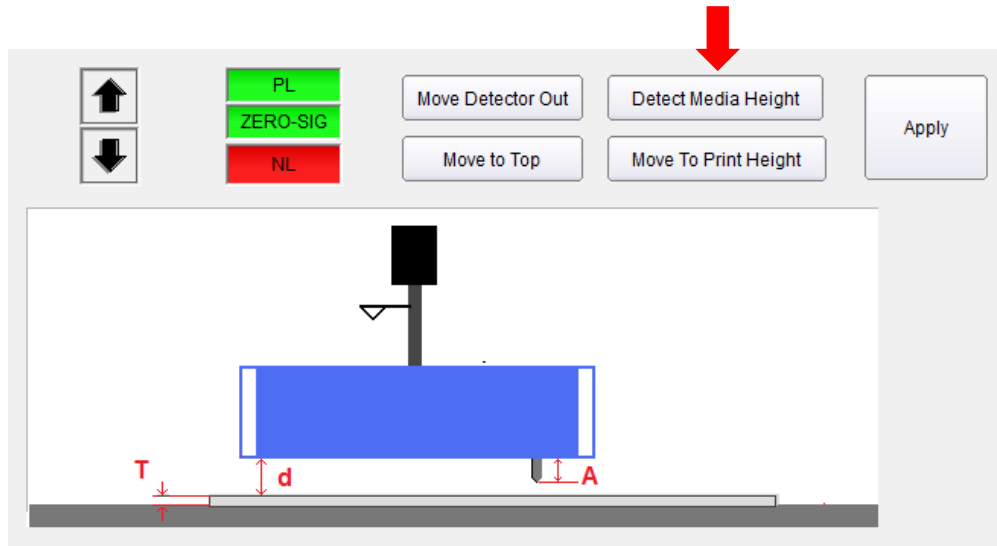 PL
ZERO-SIG
NL
Move Detector Out
Detect Media Height
Move to Top
Move To Print Height
Apply
T
d
A